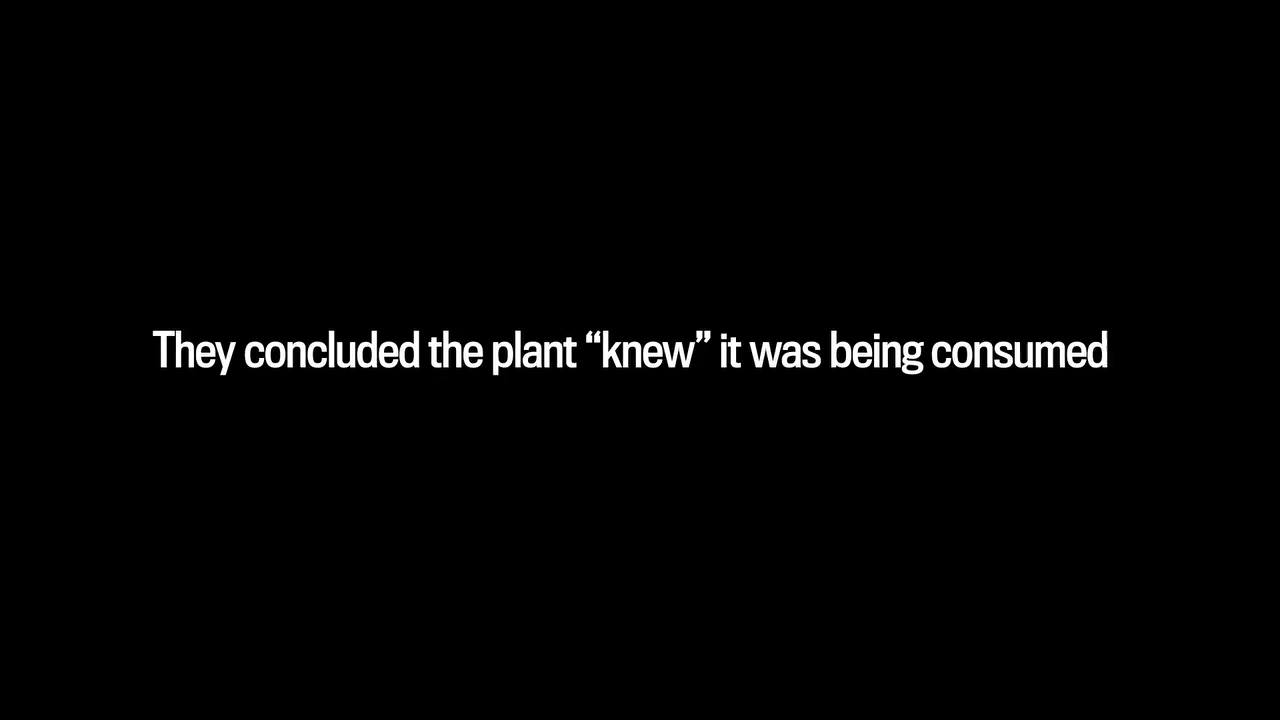 They concluded the plant “knew” it was being consumed